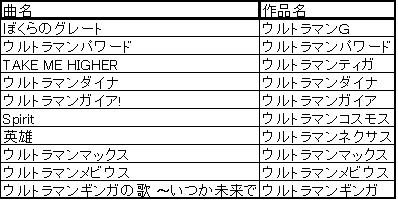 曲名 作品名
ぼくらのグレート ウルトラマンG
ウルトラマンパワード ウルトラマンパワード
TAKE ME HIGHER ウルトラマンティガ
ウルトラマンダイナ ウルトラマンダイナ
ウルトラマンガイア! ウルトラマンガイア
Spirit ウルトラマンコスモス
英雄 ウルトラマンネクサス
ウルトラマンマックス ウルトラマンマックス
ウルトラマンメビウス ウルトラマンメビウス
ウルトラマンギンガの歌 ~いつか未来で ウルトラマンギンガ